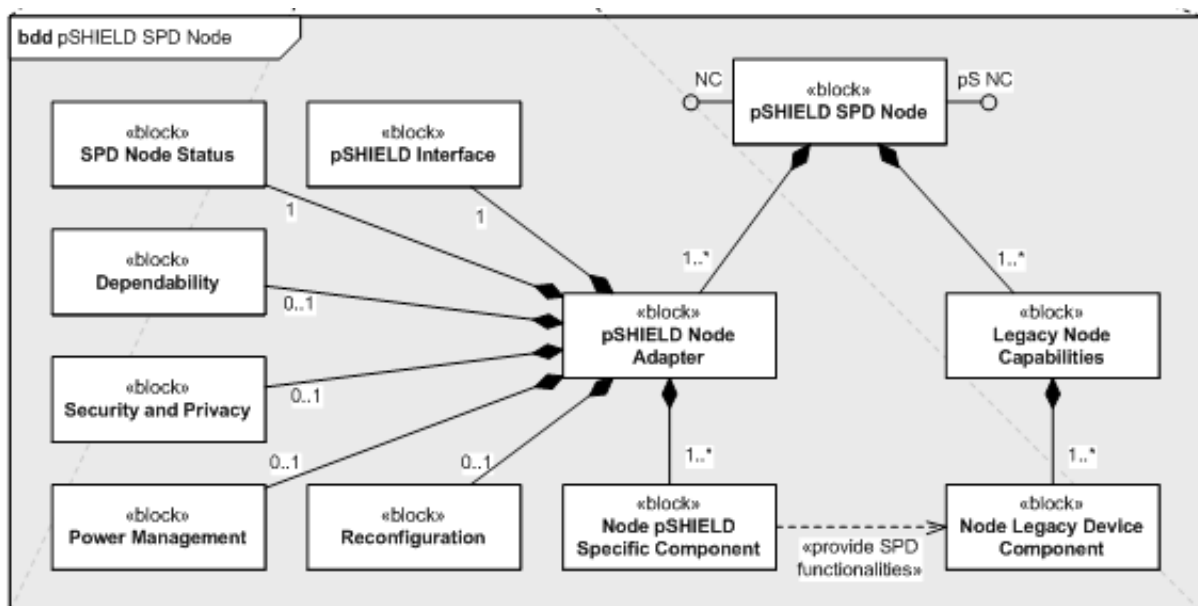 bdd pSHIELD SPD Node
NC
«block»
pSHIELD SPD Node
pS NC
«block»
SPD Node Status
«block»
pSHIELD Interface
1
1
«block»
Dependability
0..1
1..*
1..*
«block»
pSHIELD Node
Adapter
«block»
Legacy Node
Capabilities
«block»
Security and Privacy
0..1
0..1
0..1
1..*
1..*
«block»
Power Management
«block»
Reconfiguration
«block»
Node pSHIELD
Specific Component
«provide SPD
functionalities»
«block»
Node Legacy Device
Component